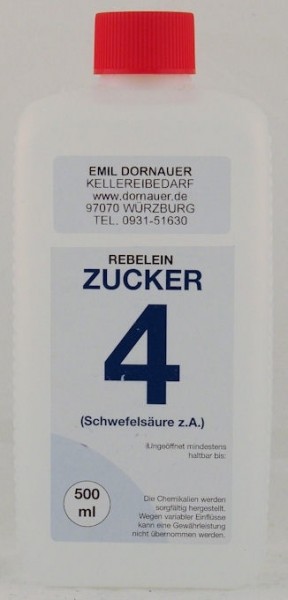 EMIL DORNAUER
KELLEREIBEDARF
www.dornauer.de
97070 WÜRZBURG
TEL. 0931-51630
REBELEIN
ZUCKER
4
(Schwefelsäure z.A.)
(Ungeöffnet mindestens
haltbar bis:
500
ml
Die Chemikalien werden
sorgfältig hergestellt.
Wegen variabler Einflüsse
kann eine Gewährleistung
nicht übernommen werden.